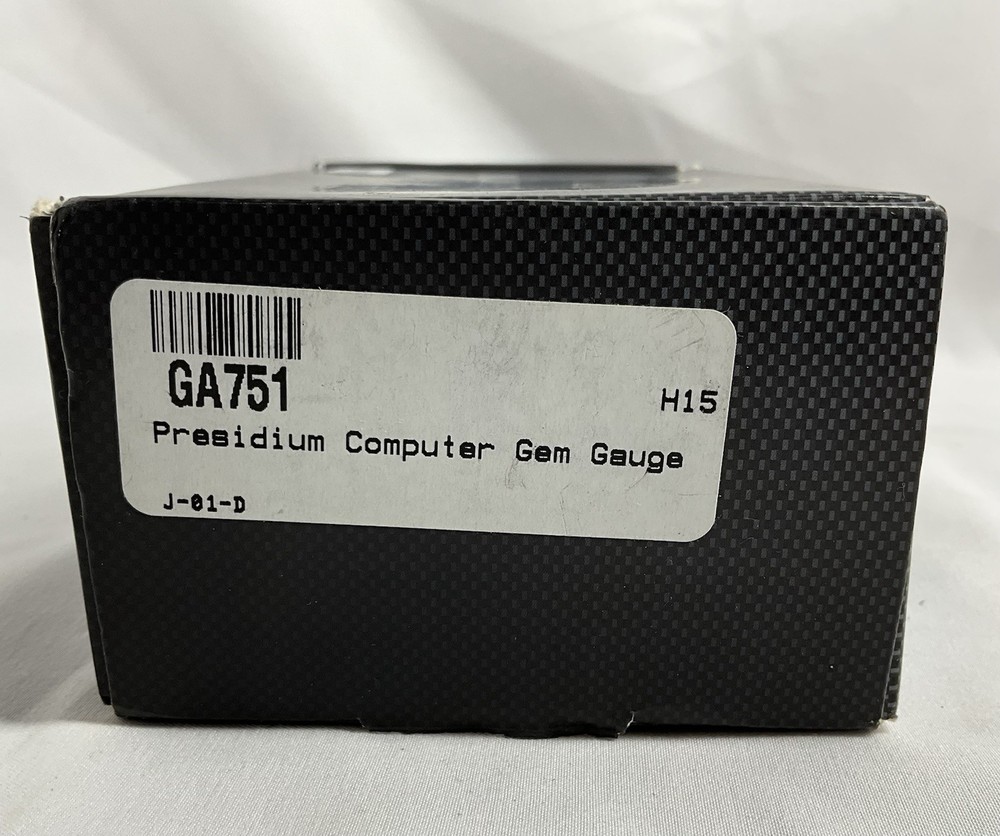 GA751
H15
Presidium Computer Gem Gauge
J-01-D